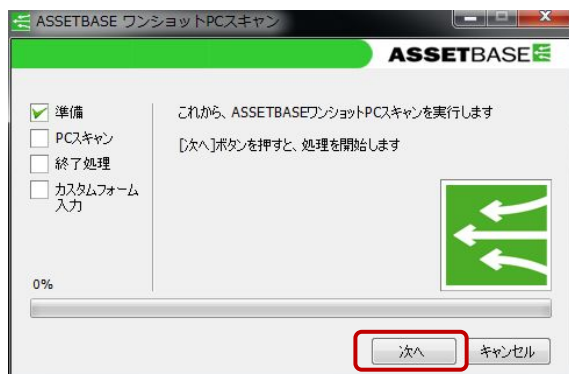 ASSETBASE ワンショットPCスキャン
ASSETBASE
準備
PCスキャン
終了処理
カスタムフォーム
入力
これから、ASSETBASEワンショットPCスキャンを実行します
[次へ]ボタンを押すと、処理を開始します
0%
次へ
キャンセル